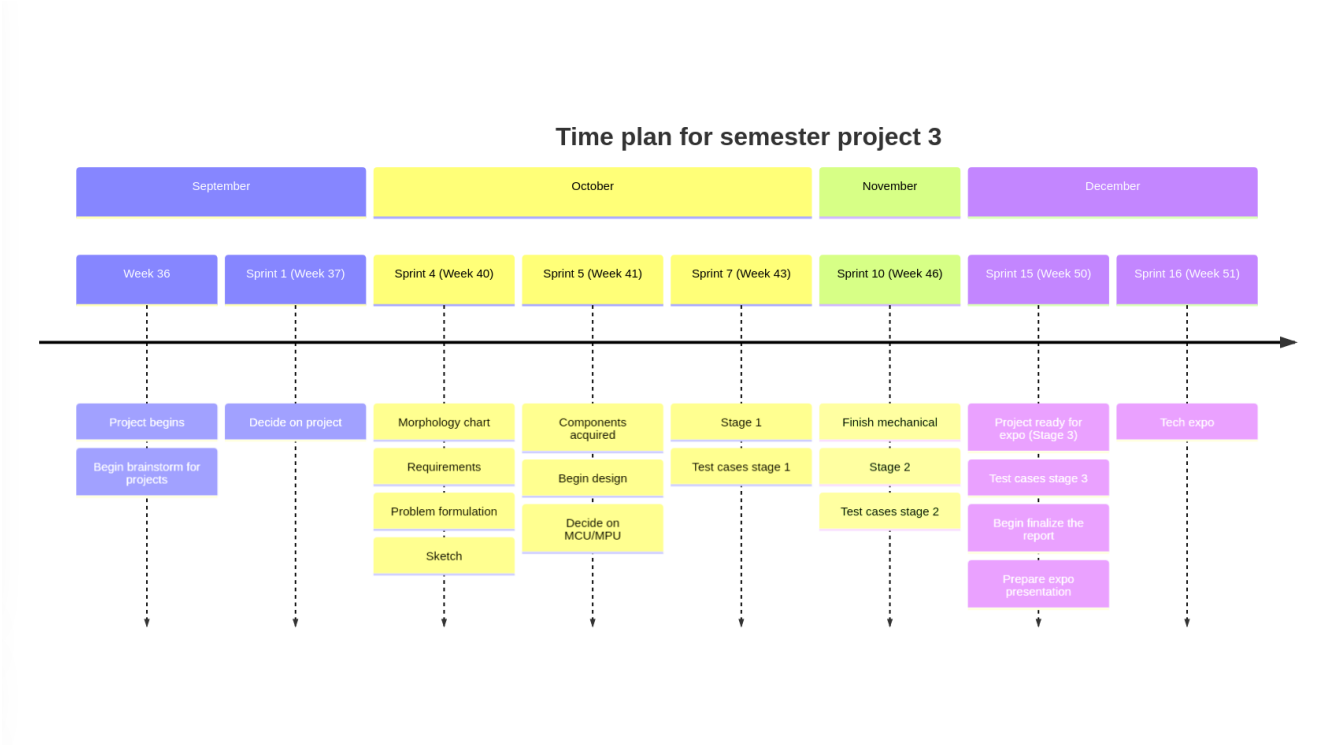 Time plan for semester project 3
September
October
November
December
Week 36
Sprint 1 (Week 37)
Sprint 4 (Week 40)
Sprint 5 (Week 41)
Sprint 7 (Week 43)
Sprint 10 (Week 46)
Sprint 15 (Week 50)
Sprint 16 (Week 51)
Project begins
Begin brainstorm for
projects
Decide on project
Morphology chart
Requirements
Problem formulation
Sketch
Components
acquired
Begin design
Decide on
MCU/MPU
Stage 1
Test cases stage 1
Finish mechanical
Stage 2
Test cases stage 2
Project ready for
expo (Stage 3)
Test cases stage 3
Begin finalize the
report
Prepare expo
presentation
Tech expo